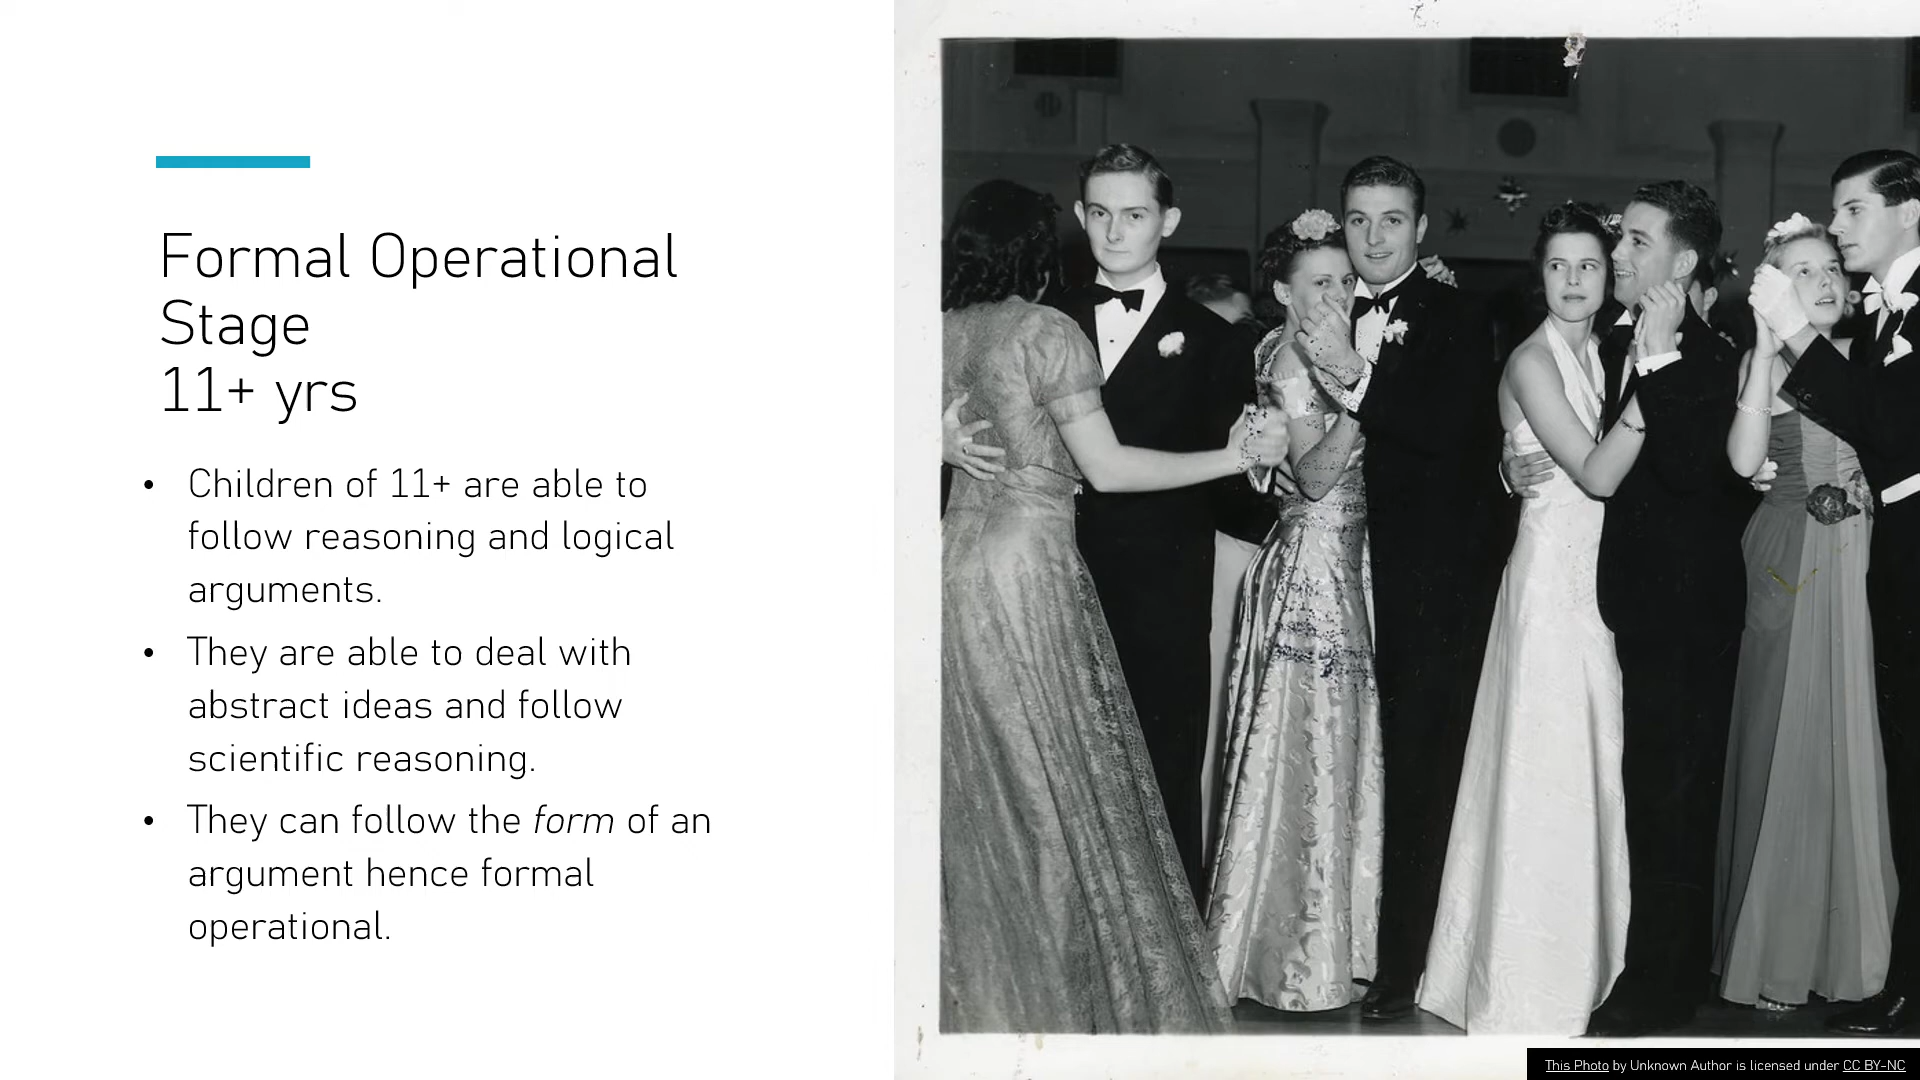 Formal Operational
Stage
11+ yrs
• Children of 11+ are able to
follow reasoning and logical
arguments.
• They are able to deal with
abstract ideas and follow
scientific reasoning.
• They can follow the form of an
argument hence formal
operational.
This Photo by Unknown Author is licensed under CC BY-NC